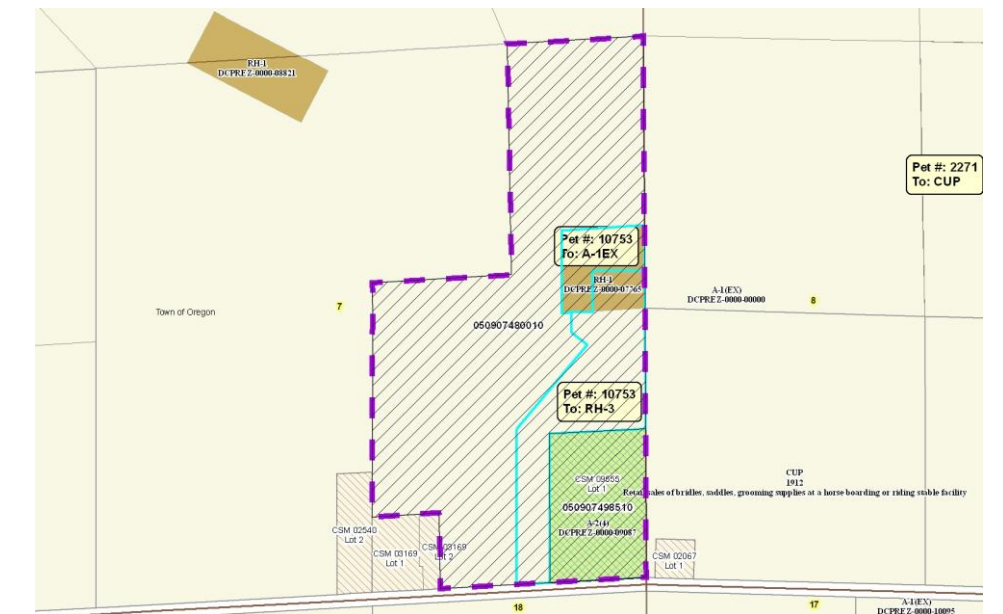 RH-1
DCPREZ-0000-08821
Pet #: 2271
To: CUP
Pet #: 10753
To: A-1EX
RH-1
DCPREZ-0000-07765
A-1(EX)
DCPREZ-0000-00000
8
7
Town of Oregon
050907480010
Pet #: 10753
To: RH-3
CUP
1912
Retail sales of bridles, saddles, grooming supplies at a horse boarding or riding stable facility
CSM 09855
Lot 1
050907498510
A-2(4)
DCPREZ-0000-09087
CSM 02540
Lot 2
CSM 03169
Lot 1
CSM 03169
Lot 2
CSM 02067
Lot 1
18
17
A-1(EX)
DCPREZ-0000-10095